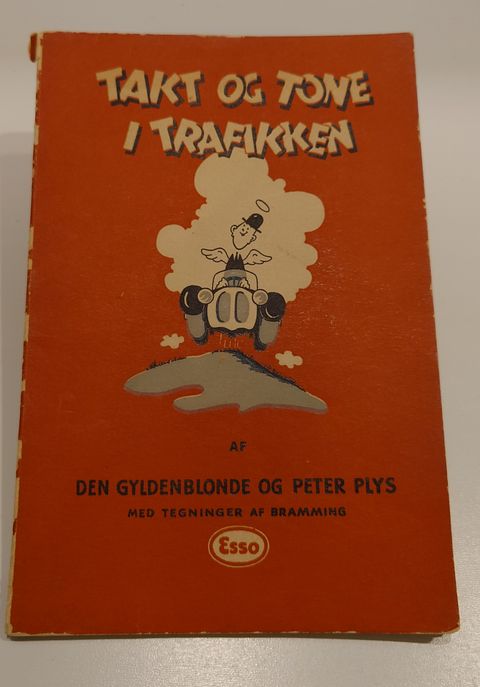 TAKT OG TONE
I TRAFIKKEN
AF
DEN GYLDENBLONDE OG PETER PLYS
MED TEGNINGER AF BRAMMING
Esso